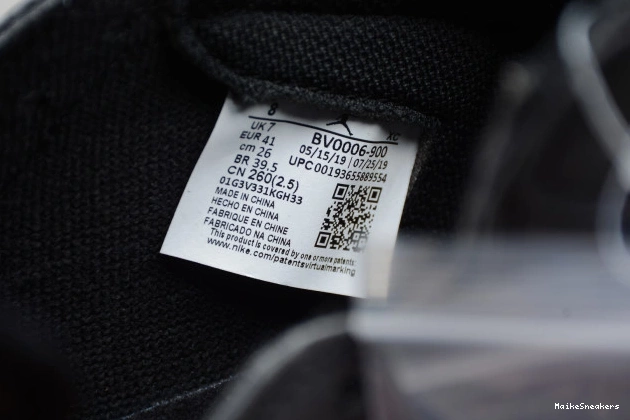 8
XC
UK 7
EUR 41
cm 26
BR 39.5
CN 260(2.5)
01G3V331KGH33
BV0006-900
05/15/19 | 07/25/19
UPC 00193655889554
MADE IN CHINA
HECHO EN CHINA
FABRIQUE EN CHINE
FABRICADO NA CHINA
This product is covered by one or more patents:
www.nike.com/patentsvirtualmarking
MaikeSneakers